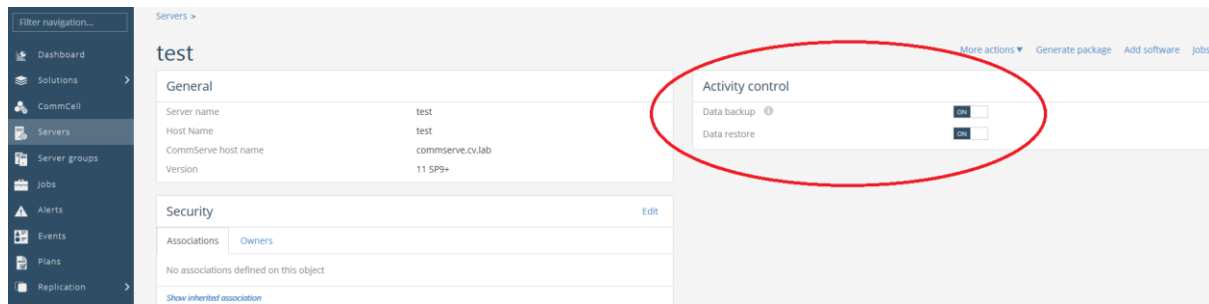 Filter navigation...
Dashboard
Solutions
CommCell
Servers
Server groups
Jobs
Alerts
Events
Plans
Replication
Servers >
test
More actions Generate package Add software Jobs
General
Server name test
Host Name test
CommServe host name commserve.cv.lab
Version 11 SP9+
Security Edit
Associations Owners
No associations defined on this object
Show inherited association
Activity control
Data backup ON
Data restore ON